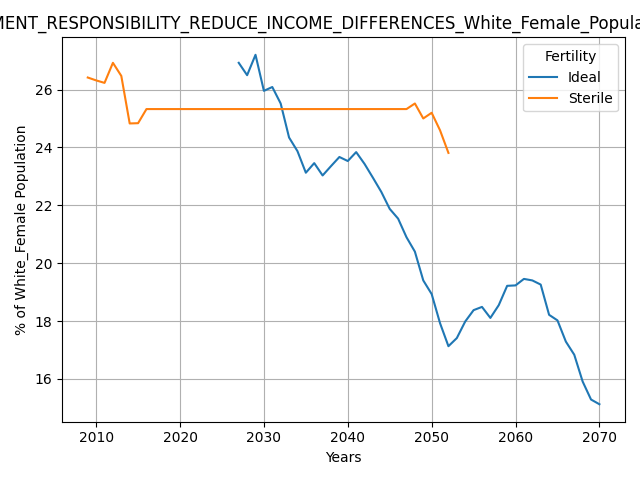 MENT_RESPONSIBILITY_REDUCE_INCOME_DIFFERENCES_White_Female_Popula
Fertility
Ideal
Sterile
26
24
22
20
18
16
% of White_Female Population
2010 2020 2030 2040 2050 2060 2070
Years